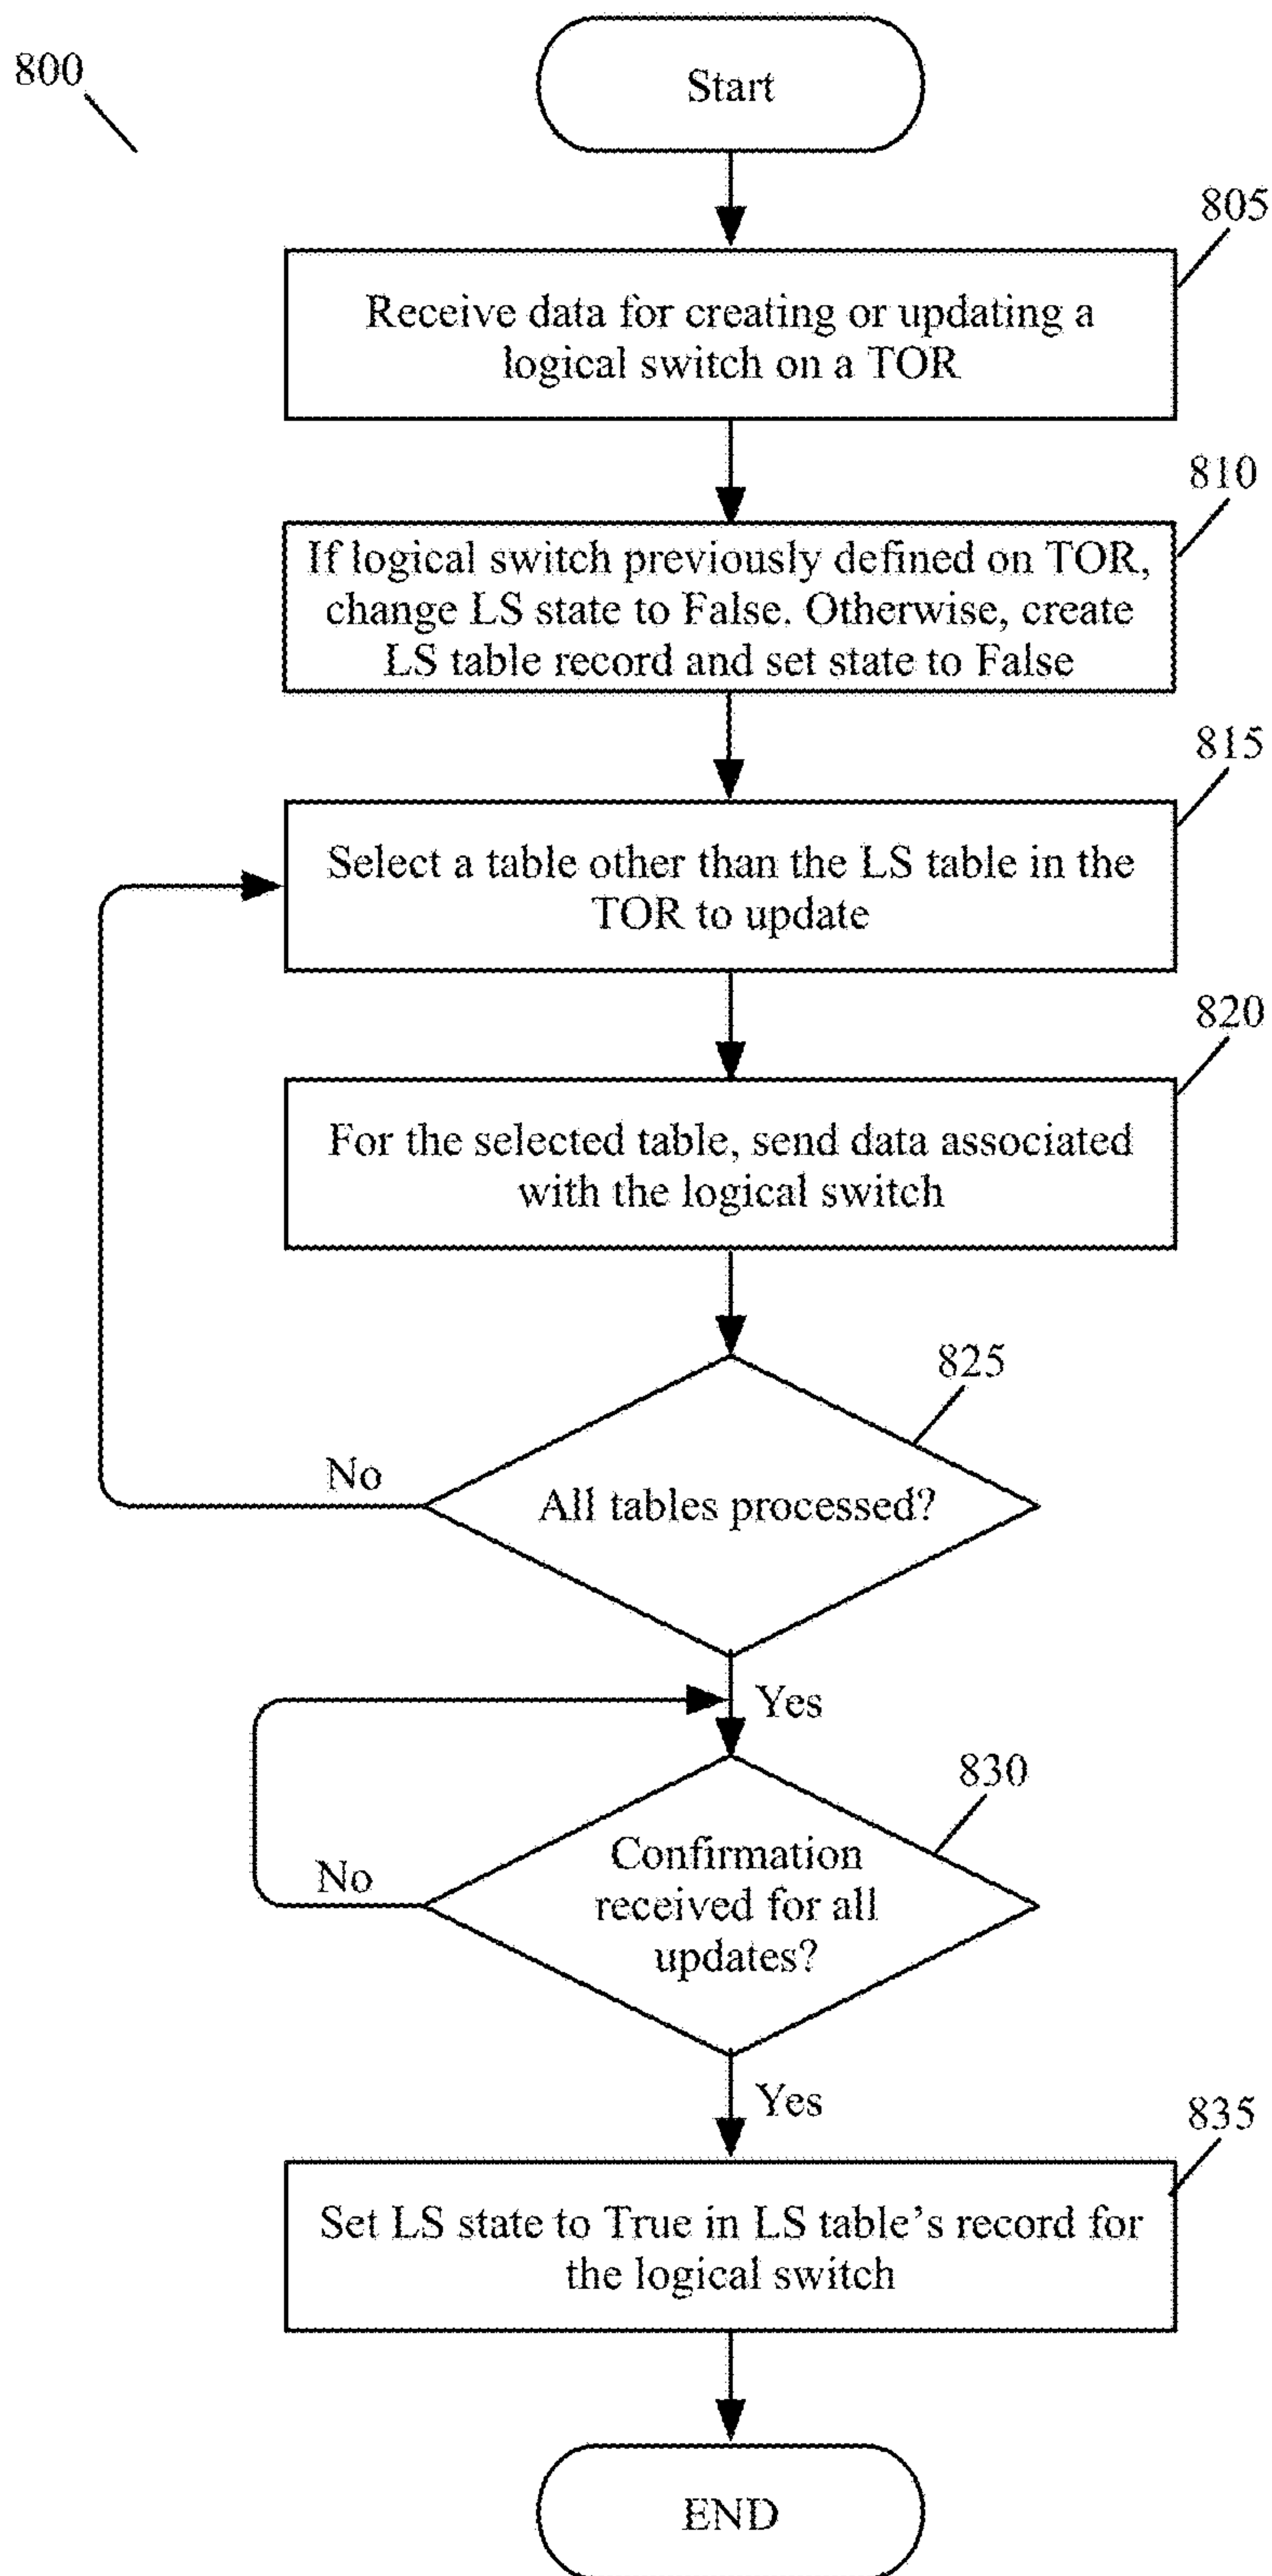 800
Start
805
Receive data for creating or updating a
logical switch on a TOR
810
If logical switch previously defined on TOR,
change LS state to False. Otherwise, create
LS table record and set state to False
815
Select a table other than the LS table in the
TOR to update
820
For the selected table, send data associated
with the logical switch
825
No
All tables processed?
Yes
830
No
Confirmation
received for all
updates?
Yes
835
Set LS state to True in LS table’s record for
the logical switch
END